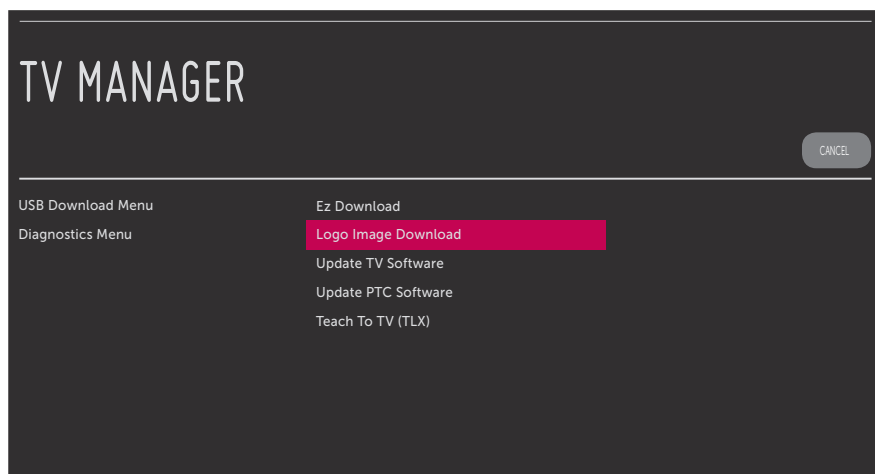 TV MANAGER
CANCEL
USB Download Menu
Diagnostics Menu
Ez Download
Logo Image Download
Update TV Software
Update PTC Software
Teach To TV (TLX)